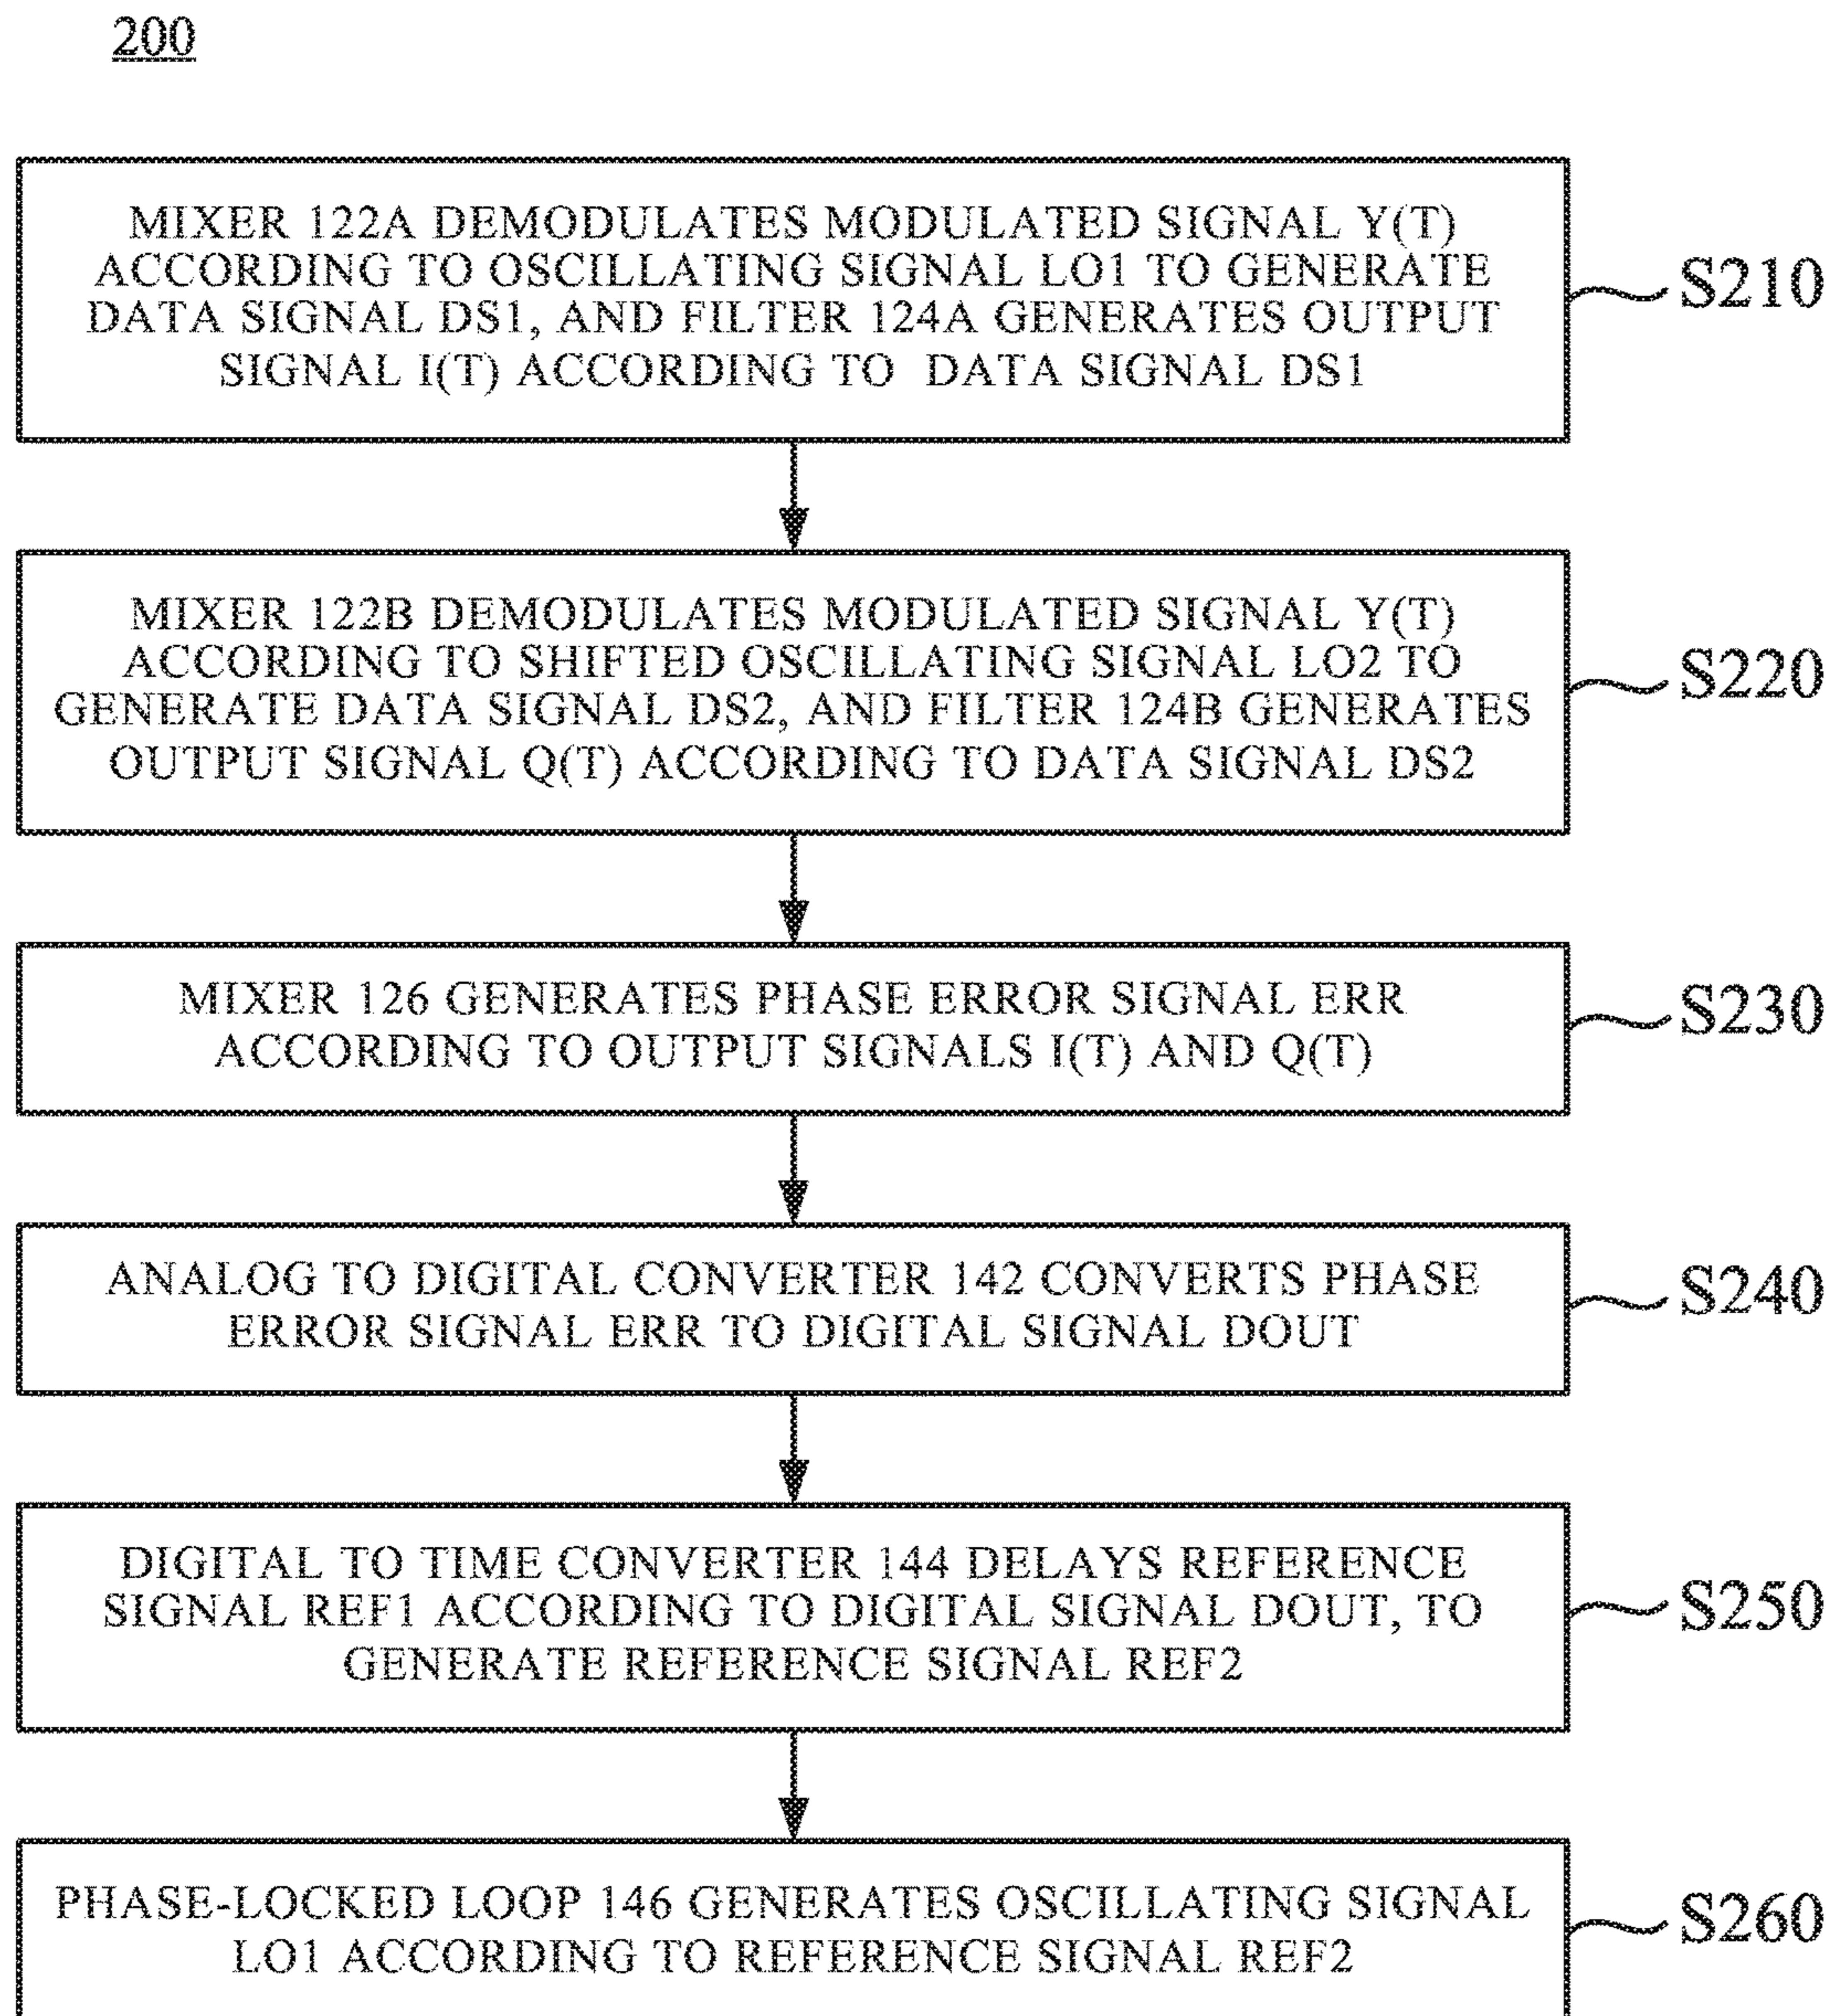 200
MIXER 122A DEMODULATES MODULATED SIGNAL Y(T)
ACCORDING TO OSCILLATING SIGNAL LO1 TO GENERATE
DATA SIGNAL DS1, AND FILTER 124A GENERATES OUTPUT
SIGNAL I(T) ACCORDING TO DATA SIGNAL DS1
S210
MIXER 122B DEMODULATES MODULATED SIGNAL Y(T)
ACCORDING TO SHIFTED OSCILLATING SIGNAL LO2 TO
GENERATE DATA SIGNAL DS2, AND FILTER 124B GENERATES
OUTPUT SIGNAL Q(T) ACCORDING TO DATA SIGNAL DS2
S220
MIXER 126 GENERATES PHASE ERROR SIGNAL ERR
ACCORDING TO OUTPUT SIGNALS I(T) AND Q(T)
S230
ANALOG TO DIGITAL CONVERTER 142 CONVERTS PHASE
ERROR SIGNAL ERR TO DIGITAL SIGNAL DOUT
S240
DIGITAL TO TIME CONVERTER 144 DELAYS REFERENCE
SIGNAL REF1 ACCORDING TO DIGITAL SIGNAL DOUT, TO
GENERATE REFERENCE SIGNAL REF2
S250
PHASE-LOCKED LOOP 146 GENERATES OSCILLATING SIGNAL
LO1 ACCORDING TO REFERENCE SIGNAL REF2
S260